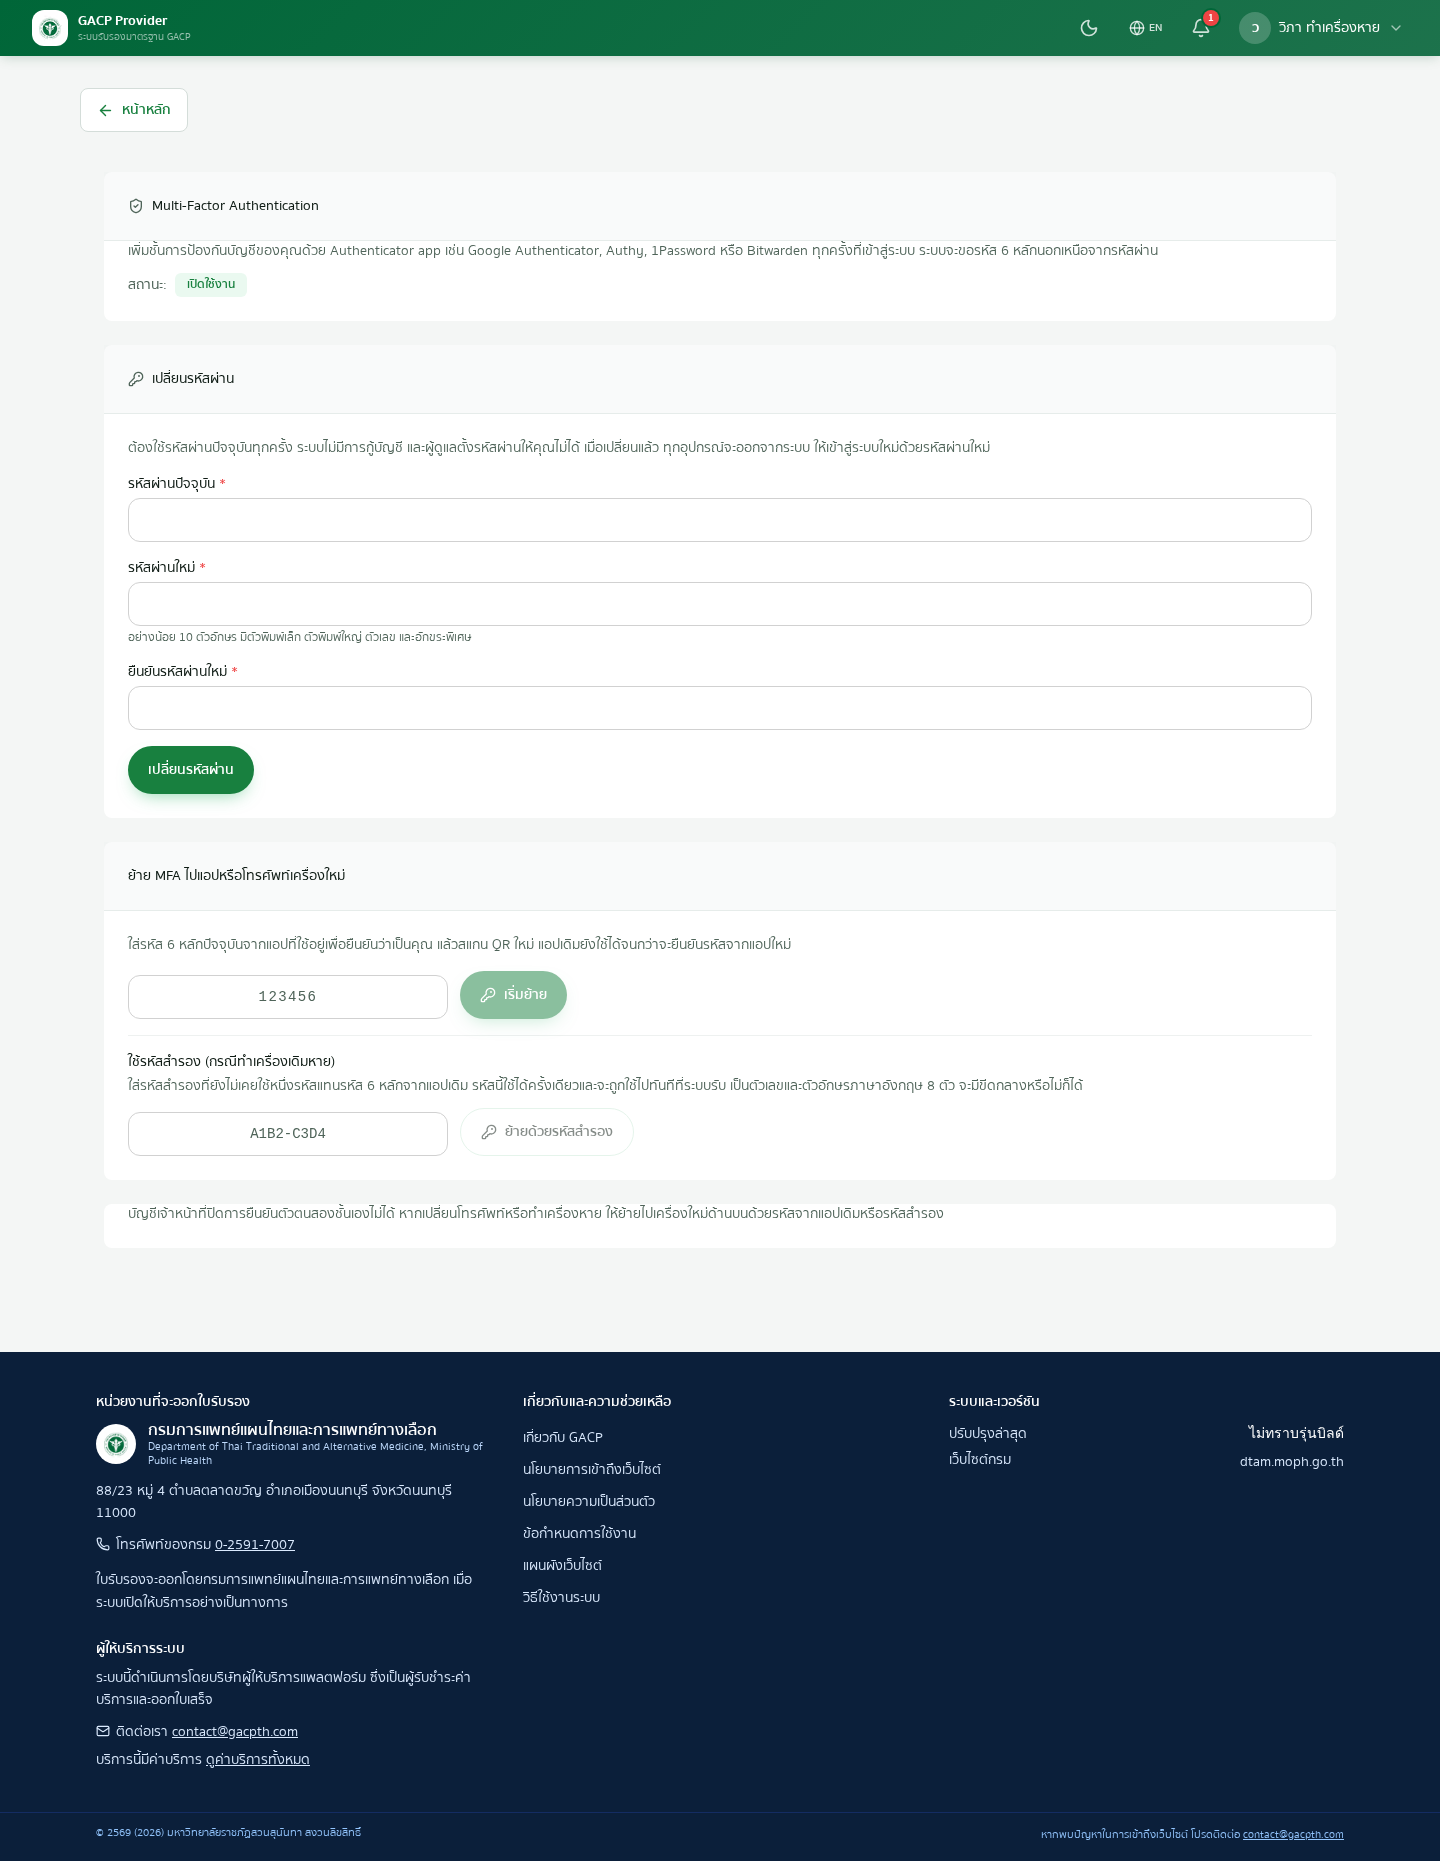 GACP Provider
ระบบรับรองมาตรฐาน GACP
EN
1
ว
วิภา ทำเครื่องหาย
หน้าหลัก
Multi-Factor Authentication
เพิ่มชั้นการป้องกันบัญชีของคุณด้วย Authenticator app เช่น Google Authenticator, Authy, 1Password หรือ Bitwarden ทุกครั้งที่เข้าสู่ระบบ ระบบจะขอรหัส 6 หลักนอกเหนือจากรหัสผ่าน
สถานะ: เปิดใช้งาน
เปลี่ยนรหัสผ่าน
ต้องใช้รหัสผ่านปัจจุบันทุกครั้ง ระบบไม่มีการกู้บัญชี และผู้ดูแลตั้งรหัสผ่านให้คุณไม่ได้ เมื่อเปลี่ยนแล้ว ทุกอุปกรณ์จะออกจากระบบ ให้เข้าสู่ระบบใหม่ด้วยรหัสผ่านใหม่
รหัสผ่านปัจจุบัน *
รหัสผ่านใหม่ *
อย่างน้อย 10 ตัวอักษร มีตัวพิมพ์เล็ก ตัวพิมพ์ใหญ่ ตัวเลข และอักขระพิเศษ
ยืนยันรหัสผ่านใหม่ *
เปลี่ยนรหัสผ่าน
ย้าย MFA ไปแอปหรือโทรศัพท์เครื่องใหม่
ใส่รหัส 6 หลักปัจจุบันจากแอปที่ใช้อยู่เพื่อยืนยันว่าเป็นคุณ แล้วสแกน QR ใหม่ แอปเดิมยังใช้ได้จนกว่าจะยืนยันรหัสจากแอปใหม่
123456
เริ่มย้าย
ใช้รหัสสำรอง (กรณีทำเครื่องเดิมหาย)
ใส่รหัสสำรองที่ยังไม่เคยใช้หนึ่งรหัสแทนรหัส 6 หลักจากแอปเดิม รหัสนี้ใช้ได้ครั้งเดียวและจะถูกใช้ไปทันทีที่ระบบรับ เป็นตัวเลขและตัวอักษรภาษาอังกฤษ 8 ตัว จะมีขีดกลางหรือไม่ก็ได้
A1B2-C3D4
ย้ายด้วยรหัสสำรอง
บัญชีเจ้าหน้าที่ปิดการยืนยันตัวตนสองชั้นเองไม่ได้ หากเปลี่ยนโทรศัพท์หรือทำเครื่องหาย ให้ย้ายไปเครื่องใหม่ด้านบนด้วยรหัสจากแอปเดิมหรือรหัสสำรอง
หน่วยงานที่จะออกใบรับรอง
กรมการแพทย์แผนไทยและการแพทย์ทางเลือก
Department of Thai Traditional and Alternative Medicine, Ministry of
Public Health
88/23 หมู่ 4 ตำบลตลาดขวัญ อำเภอเมืองนนทบุรี จังหวัดนนทบุรี
11000
โทรศัพท์ของกรม 0-2591-7007
ใบรับรองจะออกโดยกรมการแพทย์แผนไทยและการแพทย์ทางเลือก เมื่อ
ระบบเปิดให้บริการอย่างเป็นทางการ
ผู้ให้บริการระบบ
ระบบนี้ดำเนินการโดยบริษัทผู้ให้บริการแพลตฟอร์ม ซึ่งเป็นผู้รับชำระค่า
บริการและออกใบเสร็จ
ติดต่อเรา contact@gacpth.com
บริการนี้มีค่าบริการ ดูค่าบริการทั้งหมด
เกี่ยวกับและความช่วยเหลือ
เกี่ยวกับ GACP
นโยบายการเข้าถึงเว็บไซต์
นโยบายความเป็นส่วนตัว
ข้อกำหนดการใช้งาน
แผนผังเว็บไซต์
วิธีใช้งานระบบ
ระบบและเวอร์ชัน
ปรับปรุงล่าสุด ไม่ทราบรุ่นบิลด์
เว็บไซต์กรม dtam.moph.go.th
© 2569 (2026) มหาวิทยาลัยราชภัฏสวนสุนันทา สงวนลิขสิทธิ์
หากพบปัญหาในการเข้าถึงเว็บไซต์ โปรดติดต่อ contact@gacpth.com